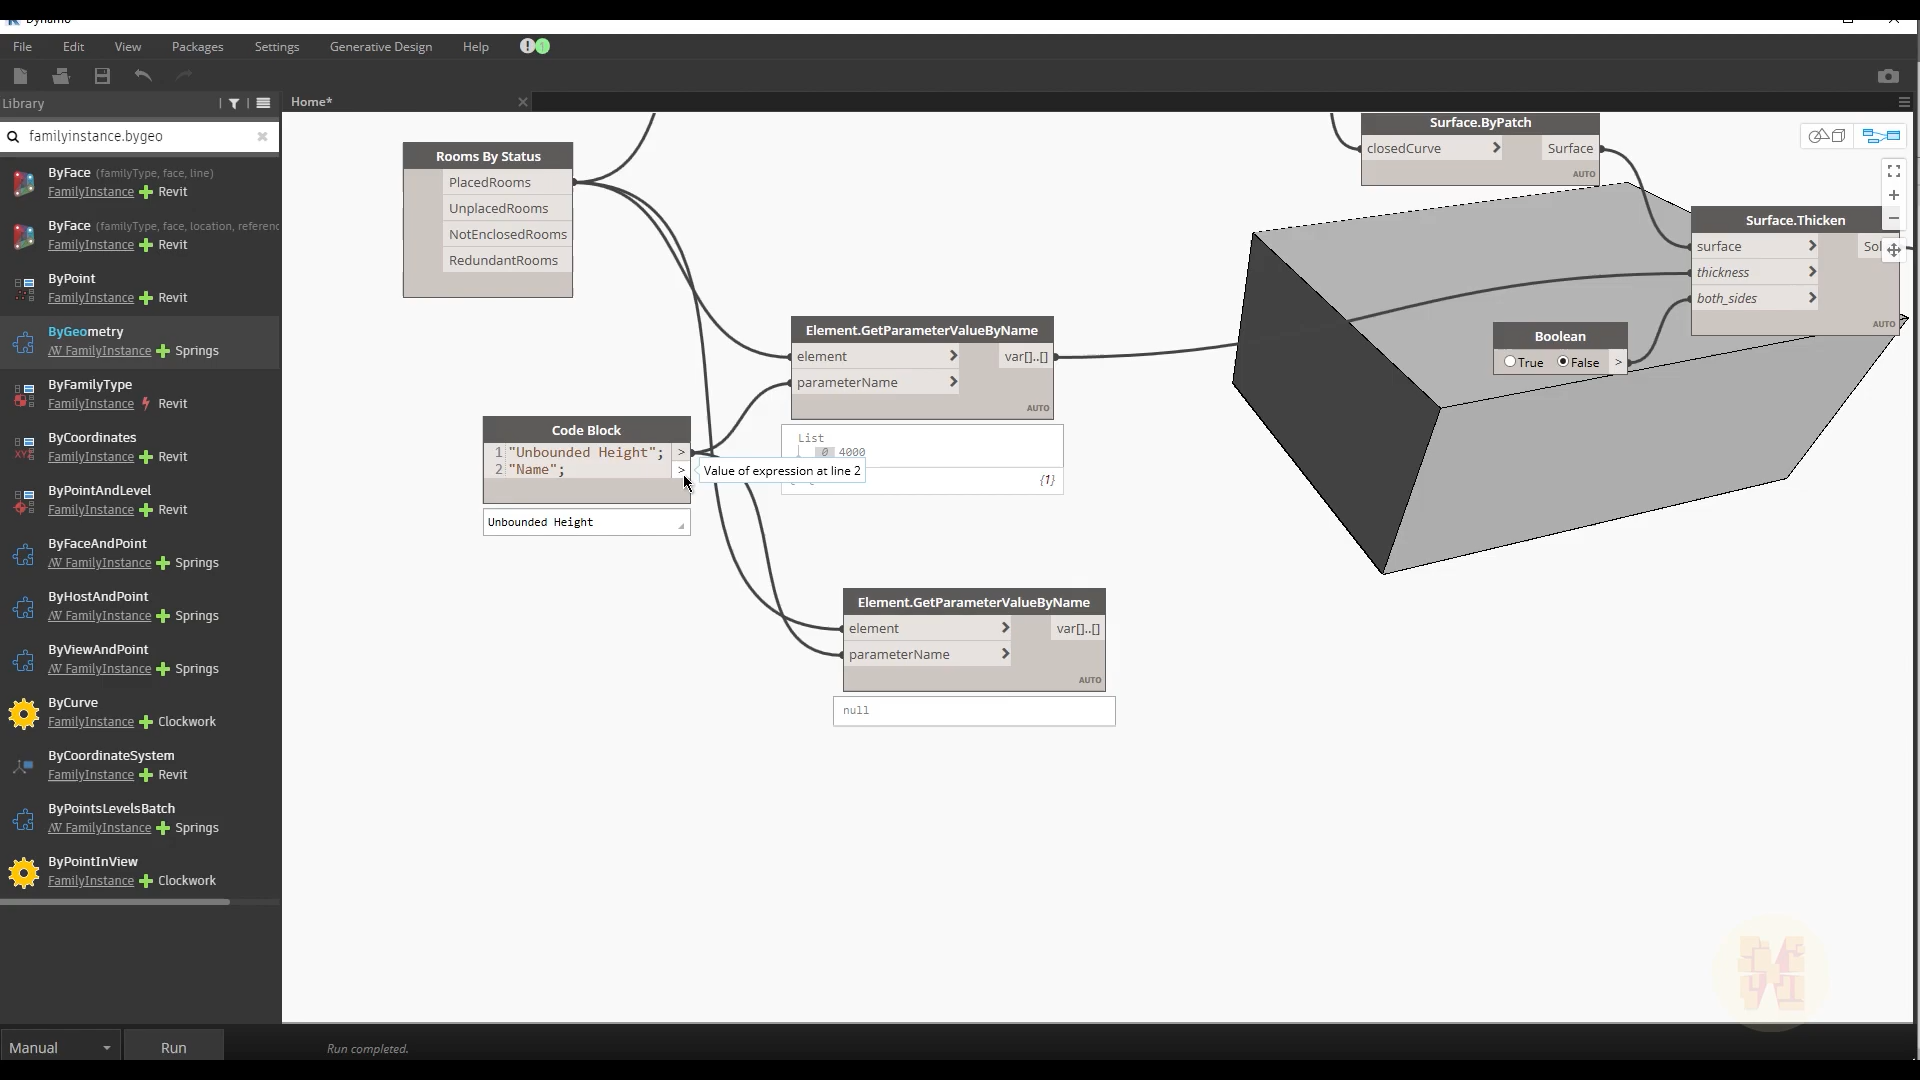 Dynamo
File Edit View Packages Settings Generative Design Help ! 1
Library
Home*
familyinstance.bygeo
ByFace (familyType, face, line)
FamilyInstance Revit
ByFace (familyType, face, location, referenc
FamilyInstance Revit
ByPoint
FamilyInstance Revit
ByGeometry
FamilyInstance Springs
ByFamilyType
FamilyInstance Revit
ByCoordinates
FamilyInstance Revit
ByPointAndLevel
FamilyInstance Revit
ByFaceAndPoint
FamilyInstance Springs
ByHostAndPoint
FamilyInstance Springs
ByViewAndPoint
FamilyInstance Springs
ByCurve
FamilyInstance Clockwork
ByCoordinateSystem
FamilyInstance Revit
ByPointsLevelsBatch
FamilyInstance Springs
ByPointInView
FamilyInstance Clockwork
Rooms By Status
PlacedRooms
UnplacedRooms
NotEnclosedRooms
RedundantRooms
Code Block
1 "Unbounded Height"; >
2 "Name"; >
Value of expression at line 2
Unbounded Height
Element.GetParameterValueByName
element > var[]..[]
parameterName >
AUTO
List
0 4000
{1}
Element.GetParameterValueByName
element > var[]..[]
parameterName >
AUTO
null
Surface.ByPatch
closedCurve > Surface
AUTO
Surface.Thicken
surface > Sol
thickness >
both_sides >
AUTO
Boolean
True False >
Manual Run Run completed.